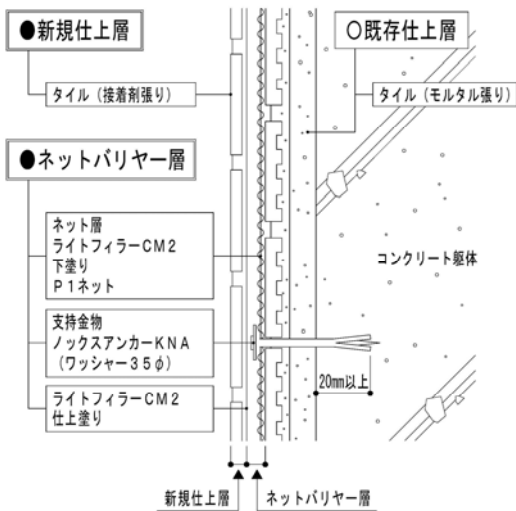 ●新規仕上層
タイル（接着剤張り）
○既存仕上層
タイル（モルタル張り）
●ネットバリヤー層
ネット層
ライトフィラーCM2
下塗り
P1ネット
支持金物
ノックスアンカーKNA
（ワッシャー35φ）
ライトフィラーCM2
仕上塗り
コンクリート躯体
20mm以上
新規仕上層
ネットバリヤー層